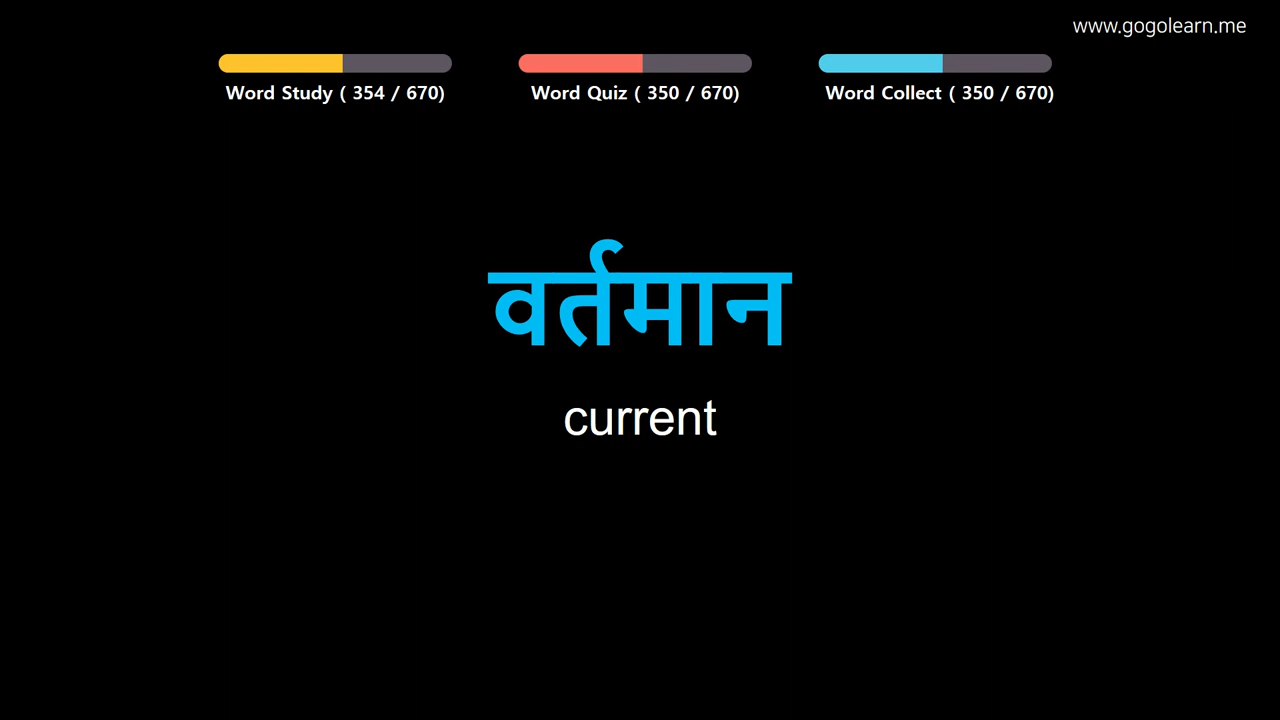 www.gogolearn.me
Word Study ( 354 / 670)
Word Quiz ( 350 / 670)
Word Collect ( 350 / 670)
वर्तमान
current